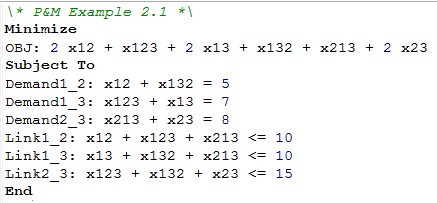 \* P&M Example 2.1 *\
Minimize
OBJ: 2 x12 + x123 + 2 x13 + x132 + x213 + 2 x23
Subject To
Demand1_2: x12 + x132 = 5
Demand1_3: x123 + x13 = 7
Demand2_3: x213 + x23 = 8
Link1_2: x12 + x123 + x213 <= 10
Link1_3: x13 + x132 + x213 <= 10
Link2_3: x123 + x132 + x23 <= 15
End